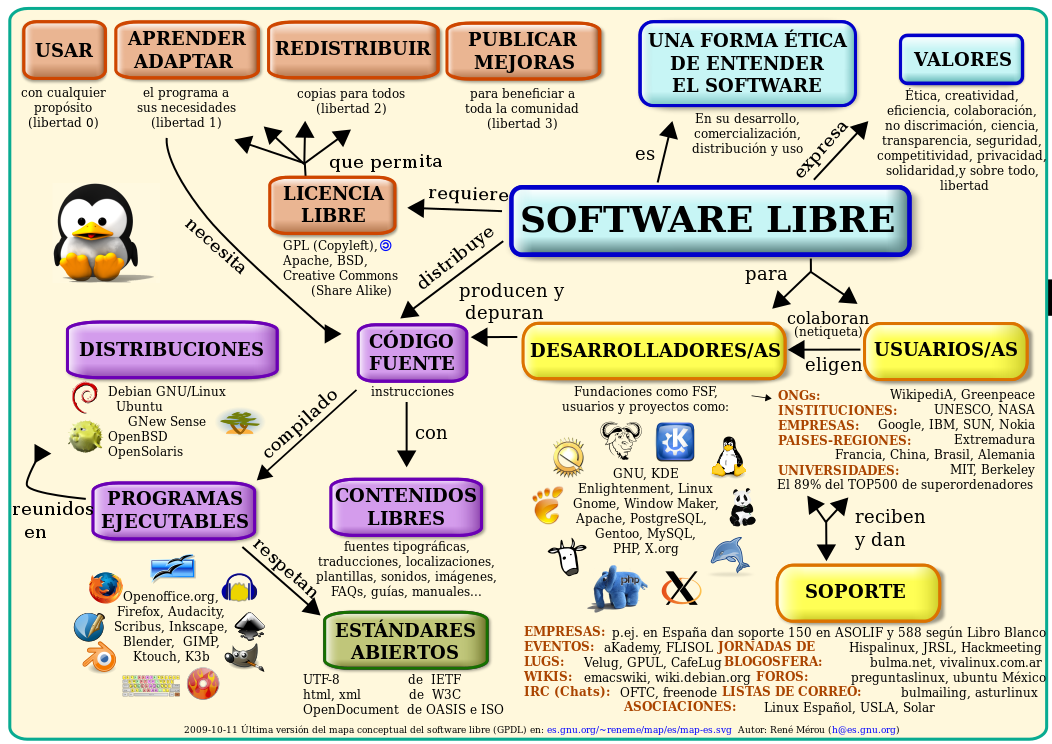 USAR
con cualquier
propósito
(libertad 0)
APRENDER
ADAPTAR
el programa a
sus necesidades
(libertad 1)
REDISTRIBUIR
copias para todos
(libertad 2)
PUBLICAR
MEJORAS
para beneficiar a
toda la comunidad
(libertad 3)
UNA FORMA ÉTICA
DE ENTENDER
EL SOFTWARE
En su desarrollo,
comercialización,
distribución y uso
VALORES
Ética, creatividad,
eficiencia, colaboración,
no discrimación, ciencia,
transparencia, seguridad,
competitividad, privacidad,
solidaridad,y sobre todo,
libertad
es
expresa
que permita
LICENCIA
LIBRE
requiere
SOFTWARE LIBRE
GPL (Copyleft),
Apache, BSD,
Creative Commons
(Share Alike)
necesita
distribuye
producen y
depuran
para
colaboran
(netiqueta)
eligen
DISTRIBUCIONES
Debian GNU/Linux
Ubuntu
GNew Sense
OpenBSD
OpenSolaris
CÓDIGO
FUENTE
instrucciones
DESARROLLADORES/AS
Fundaciones como FSF,
usuarios y proyectos como:
GNU, KDE
Enlightenment, Linux
Gnome, Window Maker,
Apache, PostgreSQL,
Gentoo, MySQL,
PHP, X.org
php
USUARIOS/AS
ONGs: WikipediA, Greenpeace
INSTITUCIONES: UNESCO, NASA
EMPRESAS: Google, IBM, SUN, Nokia
PAISES-REGIONES: Extremadura
Francia, China, Brasil, Alemania
UNIVERSIDADES: MIT, Berkeley
El 89% del TOP500 de superordenadores
compilado
con
reunidos
en
PROGRAMAS
EJECUTABLES
respetan
Openoffice.org,
Firefox, Audacity,
Scribus, Inkscape,
Blender, GIMP,
Ktouch, K3b
CONTENIDOS
LIBRES
fuentes tipográficas,
traducciones, localizaciones,
plantillas, sonidos, imágenes,
FAQs, guías, manuales...
ESTÁNDARES
ABIERTOS
UTF-8 de IETF
html, xml de W3C
OpenDocument de OASIS e ISO
reciben
y dan
SOPORTE
EMPRESAS: p.ej. en España dan soporte 150 en ASOLIF y 588 según Libro Blanco
EVENTOS: aKademy, FLISOL JORNADAS DE Hispalinux, JRSL, Hackmeeting
LUGS: Velug, GPUL, CafeLug BLOGOSFERA: bulma.net, vivalinux.com.ar
WIKIS: emacswiki, wiki.debian.org FOROS: preguntaslinux, ubuntu México
IRC (Chats): OFTC, freenode LISTAS DE CORREO: bulmailing, asturlinux
ASOCIACIONES: Linux Español, USLA, Solar
2009-10-11 Última versión del mapa conceptual del software libre (GPDL) en: es.gnu.org/~reneme/map/es/map-es.svg Autor: René Mérou (h@es.gnu.org)